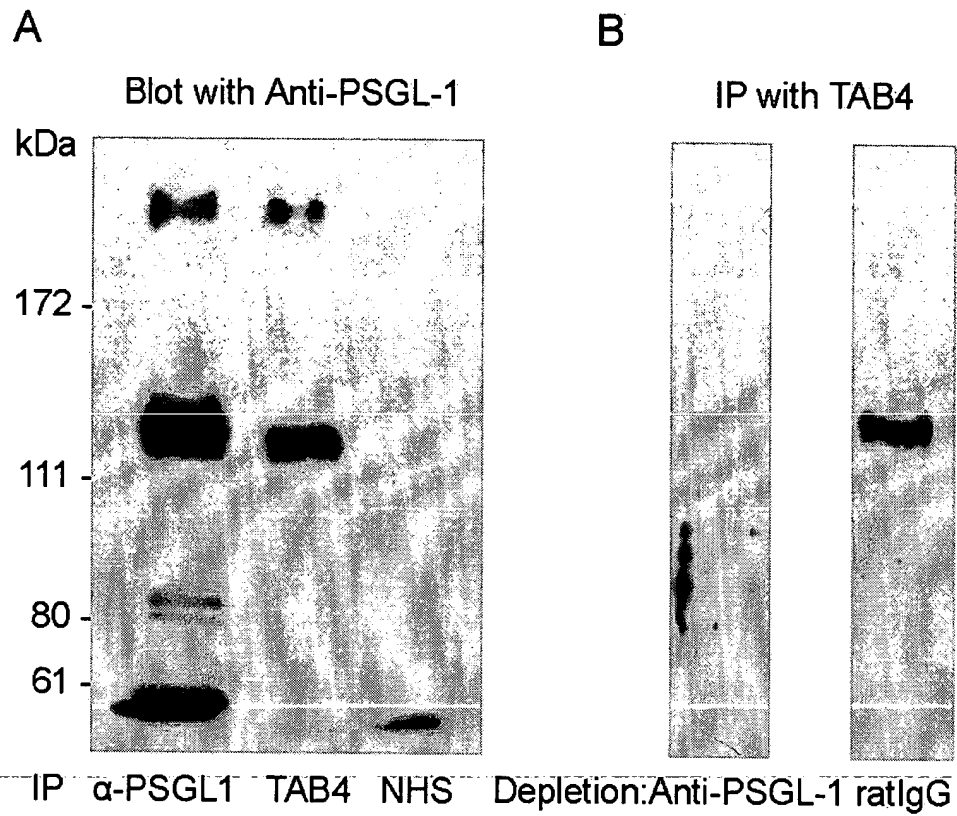 A
B
Blot with Anti-PSGL-1
IP with TAB4
kDa
172 -
111 -
80 -
61 -
IP α-PSGL1 TAB4 NHS
Depletion:Anti-PSGL-1 ratIgG